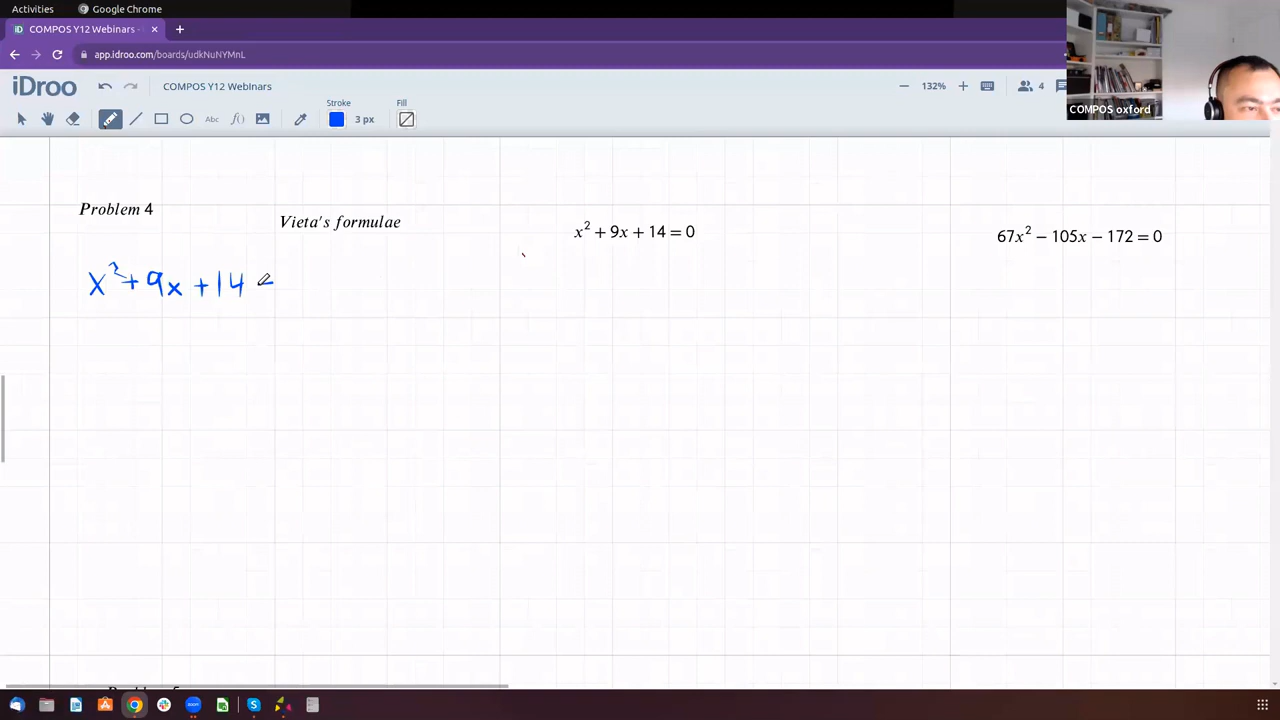 Activities
Google Chrome
COMPOS Y12 Webinars -
app.idroo.com/boards/udkNuNYMnL
iDroo
COMPOS Y12 WebInars
132%
4
Stroke
Fill
3 px
Abc
f()
COMPOS oxford
Problem 4
Vieta's formulae
x² + 9x + 14 = 0
67x² − 105x − 172 = 0
x² + 9x + 14